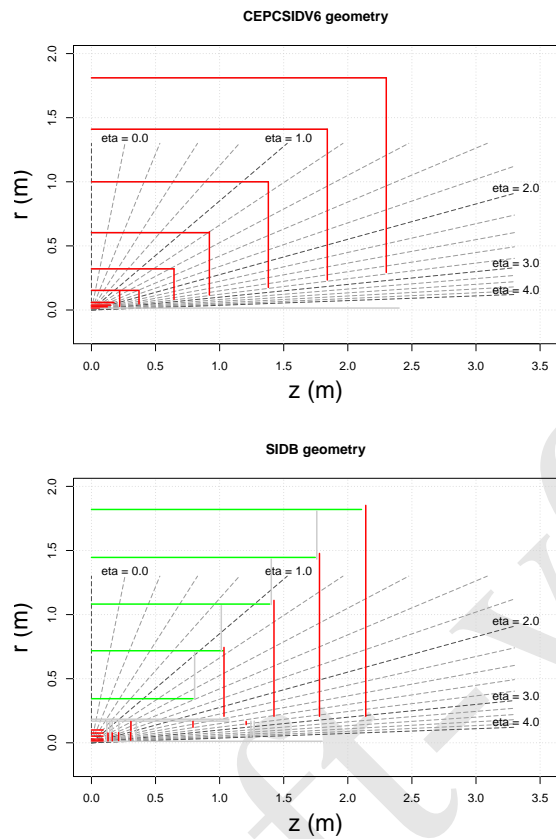 CEPCSIDV6 geometry
2.0
1.5
eta = 0.0
eta = 1.0
r (m)
1.0
eta = 2.0
0.5
eta = 3.0
eta = 4.0
0.0
0.0 0.5 1.0 1.5 2.0 2.5 3.0 3.5
z (m)
SIDB geometry
2.0
1.5
eta = 0.0
eta = 1.0
r (m)
1.0
eta = 2.0
0.5
eta = 3.0
eta = 4.0
0.0
0.0 0.5 1.0 1.5 2.0 2.5 3.0 3.5
z (m)